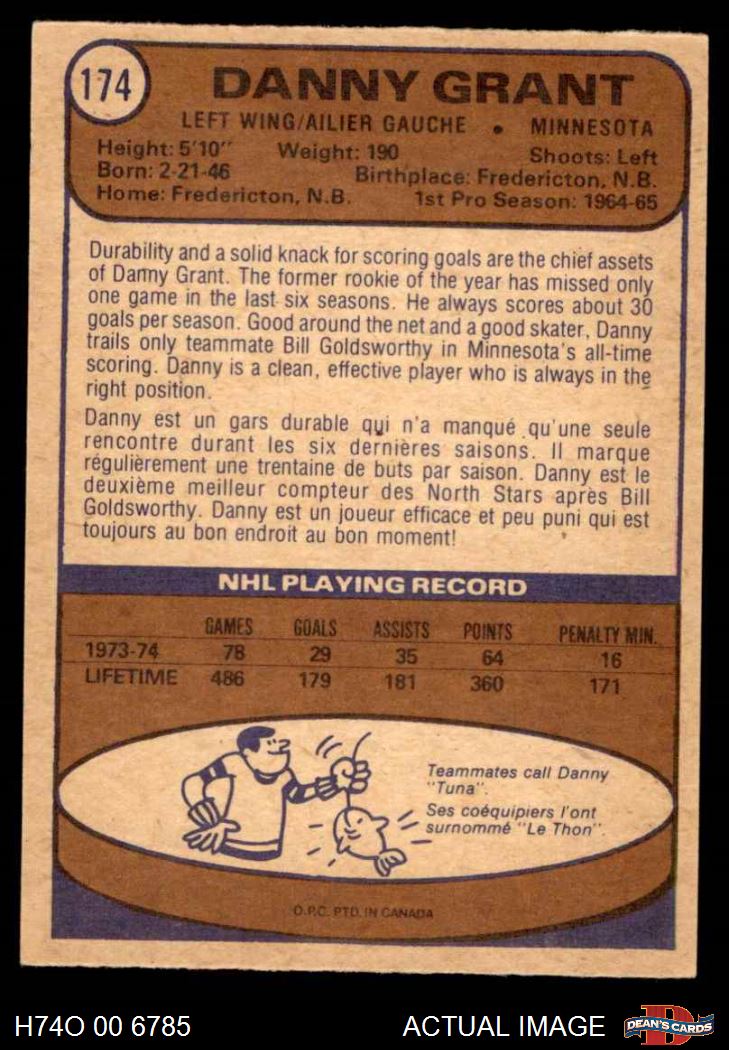 174
DANNY GRANT
LEFT WING/AILIER GAUCHE • MINNESOTA
Height: 5'10" Weight: 190 Shoots: Left
Born: 2-21-46 Birthplace: Fredericton, N.B.
Home: Fredericton, N.B. 1st Pro Season: 1964-65
Durability and a solid knack for scoring goals are the chief assets
of Danny Grant. The former rookie of the year has missed only
one game in the last six seasons. He always scores about 30
goals per season. Good around the net and a good skater, Danny
trails only teammate Bill Goldsworthy in Minnesota's all-time
scoring. Danny is a clean, effective player who is always in the
right position.
Danny est un gars durable qui n'a manqué qu'une seule
rencontre durant les six dernières saisons. Il marque
régulièrement une trentaine de buts par saison. Danny est le
deuxième meilleur compteur des North Stars après Bill
Goldsworthy. Danny est un joueur efficace et peu puni qui est
toujours au bon endroit au bon moment!
NHL PLAYING RECORD
GAMES GOALS ASSISTS POINTS PENALTY MIN.
1973-74 78 29 35 64 16
LIFETIME 486 179 181 360 171
Teammates call Danny
"Tuna".
Ses coéquipiers l'ont
surnommé "Le Thon".
O.P.C. PTD. IN CANADA
H74O 00 6785 ACTUAL IMAGE
D
DEAN'S CARDS